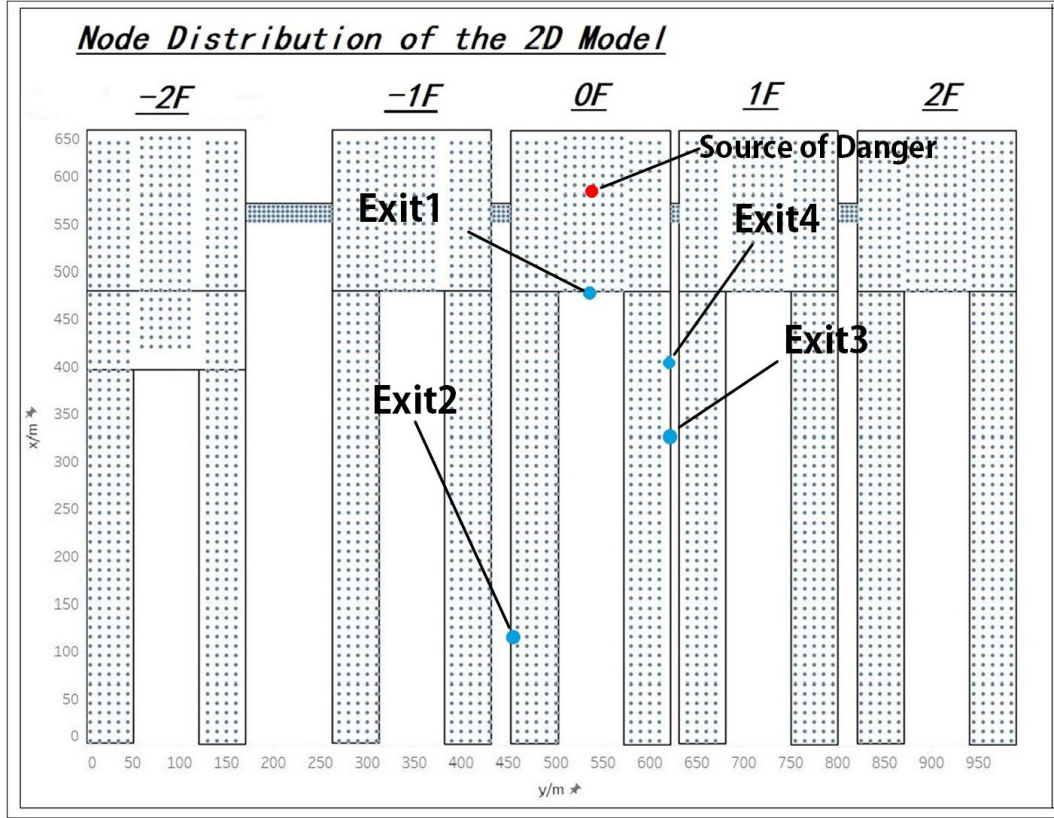 Node Distribution of the 2D Model
-2F -1F 0F 1F 2F
Source of Danger
Exit1
Exit4
Exit3
Exit2
650
600
550
500
450
400
350
300
250
200
150
100
50
0
x/m
0 50 100 150 200 250 300 350 400 450 500 550 600 650 700 750 800 850 900 950
y/m